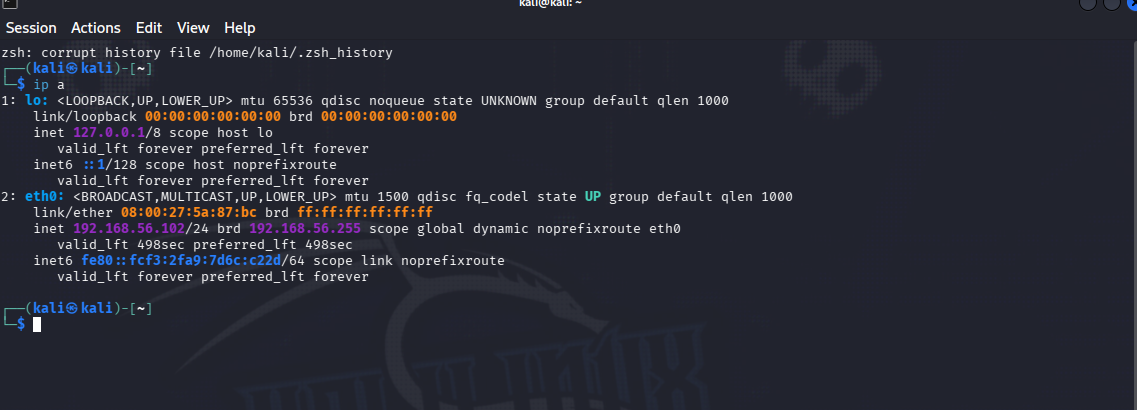 kali@kali: ~
Session Actions Edit View Help
zsh: corrupt history file /home/kali/.zsh_history
┌──(kali㉿kali)-[~]
└─$ ip a
1: lo: <LOOPBACK,UP,LOWER_UP> mtu 65536 qdisc noqueue state UNKNOWN group default qlen 1000
    link/loopback 00:00:00:00:00:00 brd 00:00:00:00:00:00
    inet 127.0.0.1/8 scope host lo
       valid_lft forever preferred_lft forever
    inet6 ::1/128 scope host noprefixroute
       valid_lft forever preferred_lft forever
2: eth0: <BROADCAST,MULTICAST,UP,LOWER_UP> mtu 1500 qdisc fq_codel state UP group default qlen 1000
    link/ether 08:00:27:5a:87:bc brd ff:ff:ff:ff:ff:ff
    inet 192.168.56.102/24 brd 192.168.56.255 scope global dynamic noprefixroute eth0
       valid_lft 498sec preferred_lft 498sec
    inet6 fe80::fcf3:2fa9:7d6c:c22d/64 scope link noprefixroute
       valid_lft forever preferred_lft forever
┌──(kali㉿kali)-[~]
└─$